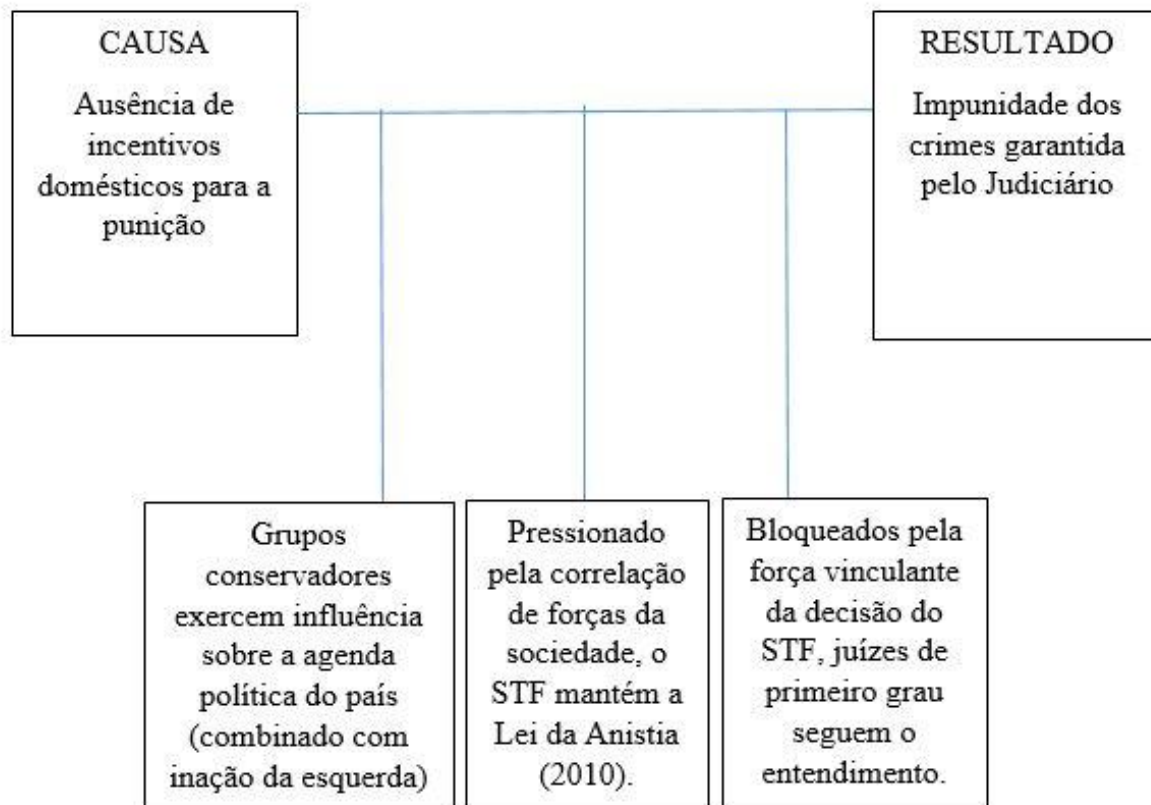 CAUSA
Ausência de
incentivos
domésticos para a
punição
RESULTADO
Impunidade dos
crimes garantida
pelo Judiciário
Grupos
conservadores
exercem influência
sobre a agenda
política do país
(combinado com
inação da esquerda)
Pressionado
pela correlação
de forças da
sociedade, o
STF mantém a
Lei da Anistia
(2010).
Bloqueados pela
força vinculante
da decisão do
STF, juízes de
primeiro grau
seguem o
entendimento.